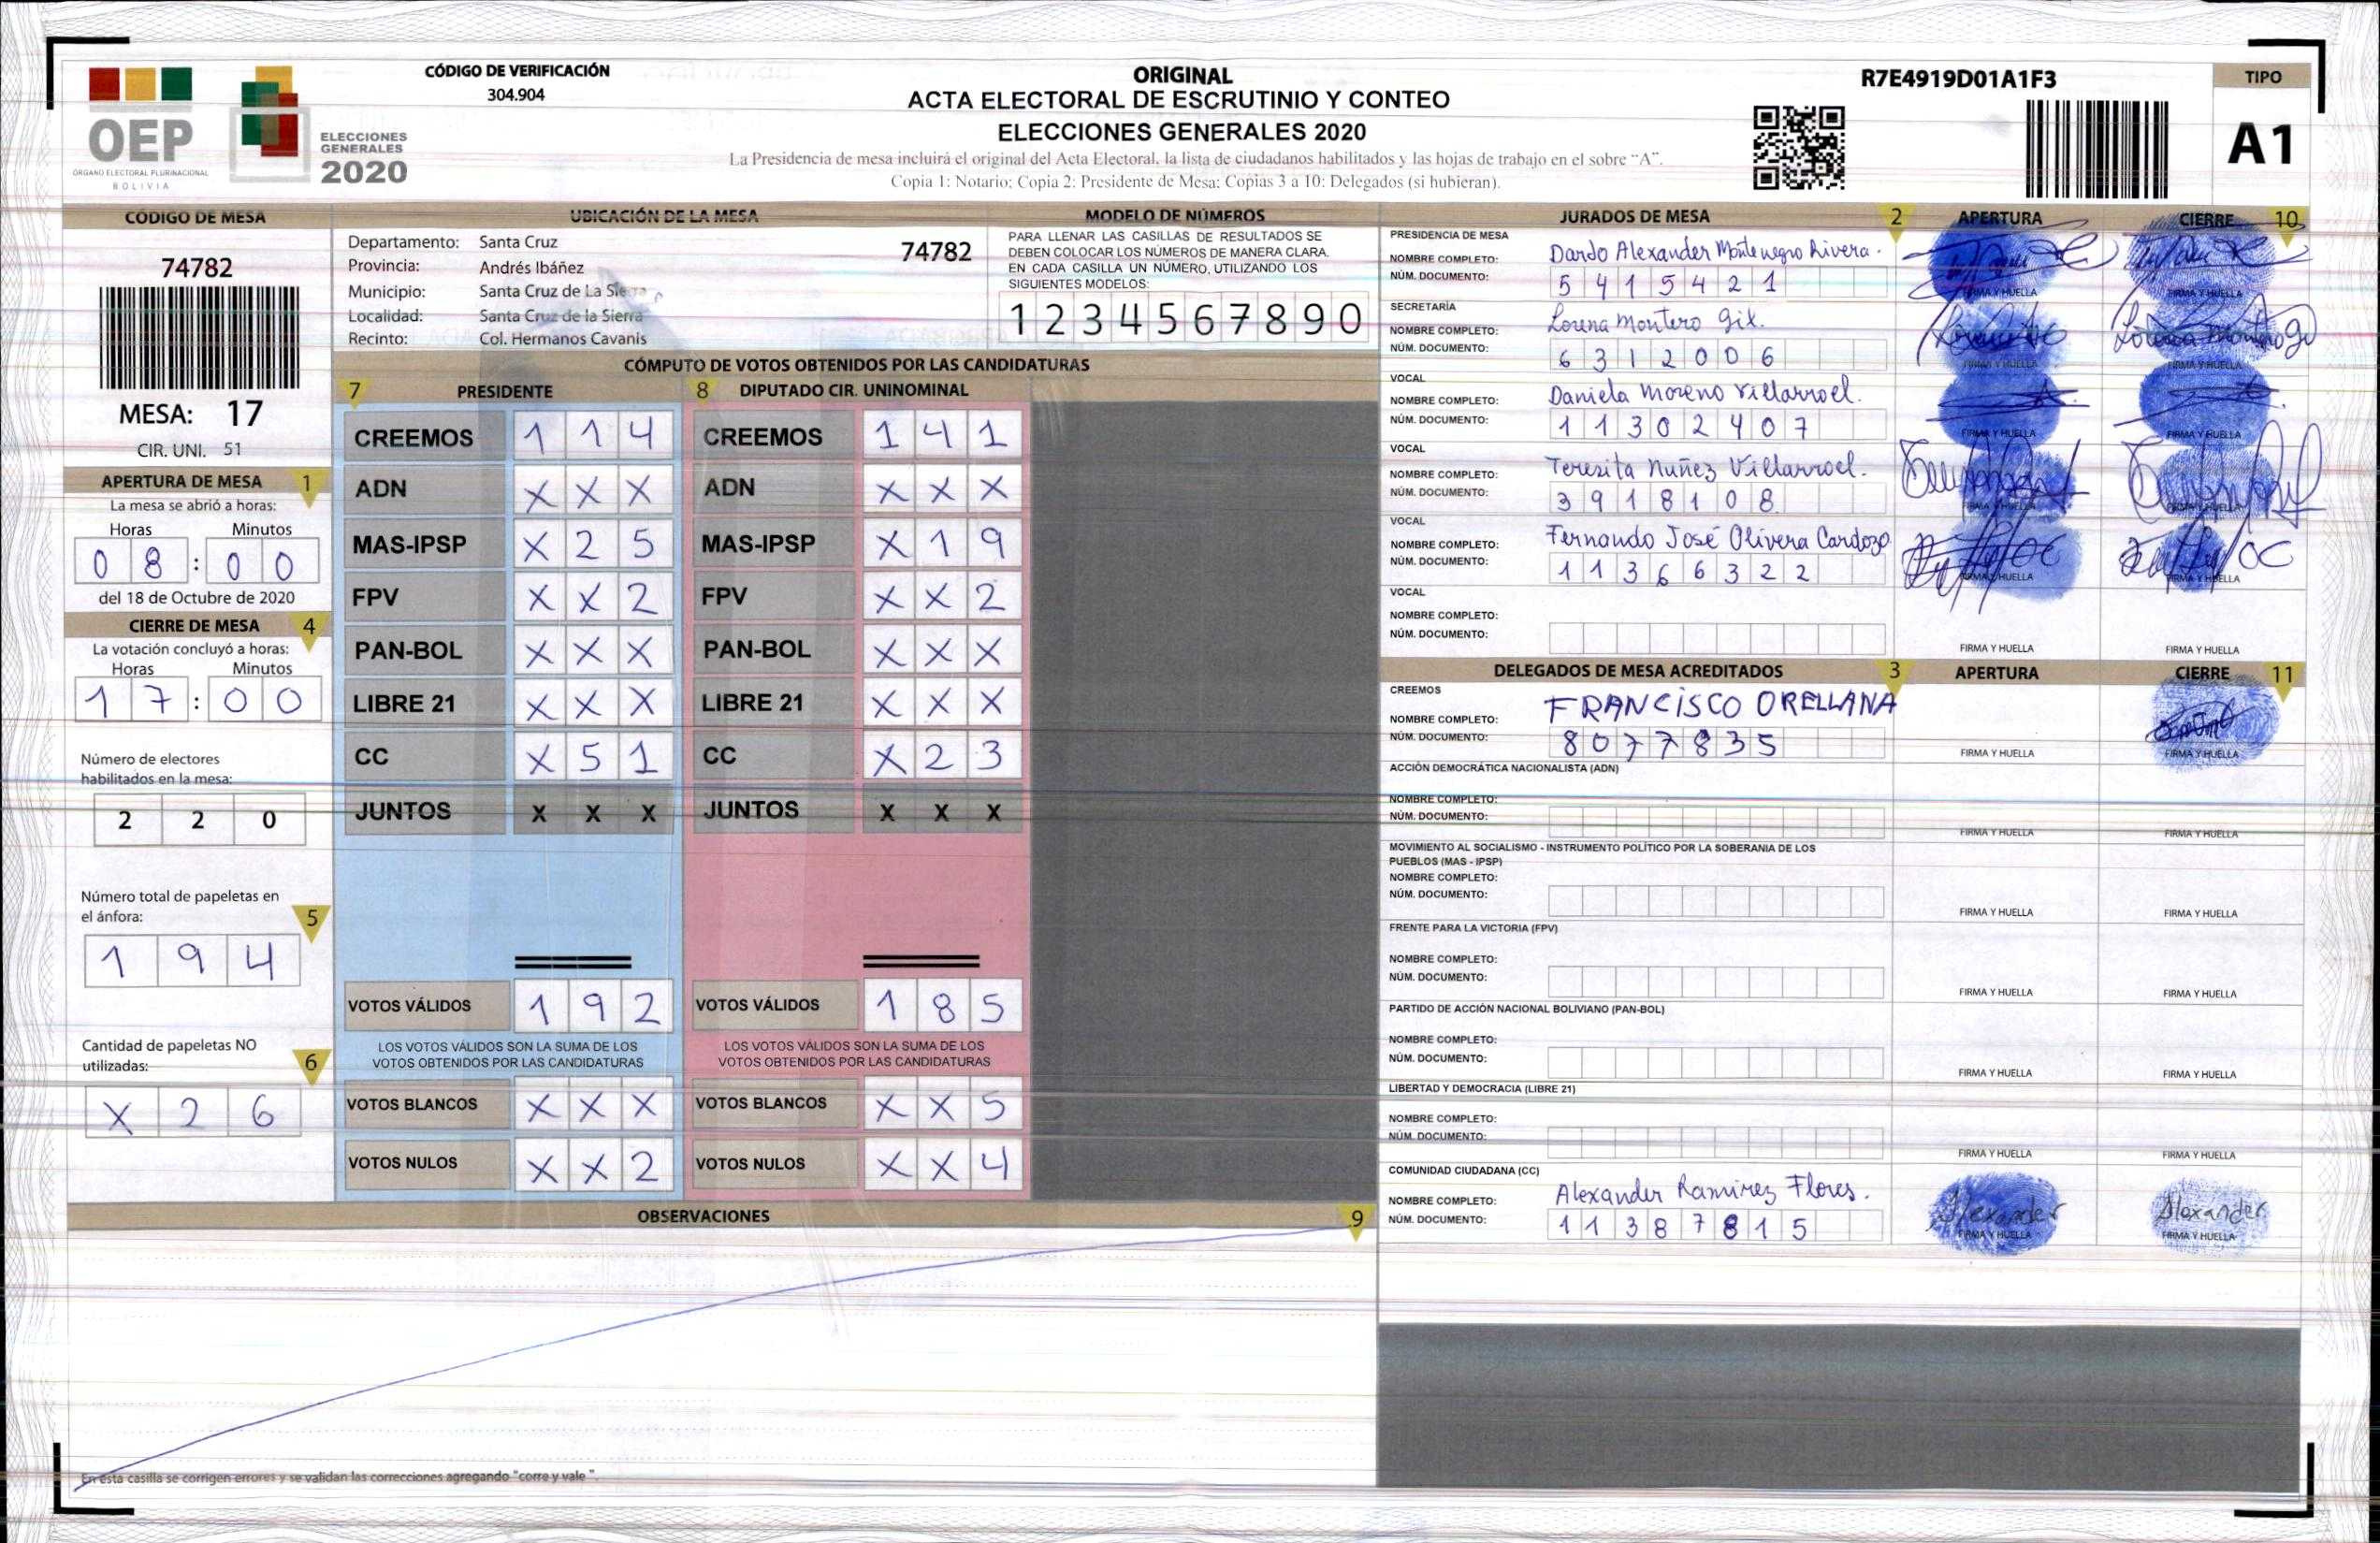 OEP
ÓRGANO ELECTORAL PLURINACIONAL
BOLIVIA
ELECCIONES
GENERALES
2020
CÓDIGO DE VERIFICACIÓN
304.904
ORIGINAL
ACTA ELECTORAL DE ESCRUTINIO Y CONTEO
ELECCIONES GENERALES 2020
La Presidencia de mesa incluirá el original del Acta Electoral, la lista de ciudadanos habilitados y las hojas de trabajo en el sobre "A".
Copia 1: Notario; Copia 2: Presidente de Mesa; Copias 3 a 10: Delegados (si hubieran).
R7E4919D01A1F3
TIPO
A1
CÓDIGO DE MESA
74782
MESA: 17
CIR. UNI. 51
APERTURA DE MESA 1
La mesa se abrió a horas:
Horas Minutos
0 8 : 0 0
del 18 de Octubre de 2020
CIERRE DE MESA 4
La votación concluyó a horas:
Horas Minutos
1 7 : 0 0
Número de electores
habilitados en la mesa:
2 2 0
Número total de papeletas en
el ánfora: 5
1 9 4
Cantidad de papeletas NO
utilizadas: 6
X 2 6
UBICACIÓN DE LA MESA
Departamento: Santa Cruz 74782
Provincia: Andrés Ibáñez
Municipio: Santa Cruz de La Sierra
Localidad: Santa Cruz de la Sierra
Recinto: Col. Hermanos Cavanis
MODELO DE NÚMEROS
PARA LLENAR LAS CASILLAS DE RESULTADOS SE
DEBEN COLOCAR LOS NÚMEROS DE MANERA CLARA.
EN CADA CASILLA UN NÚMERO, UTILIZANDO LOS
SIGUIENTES MODELOS:
1 2 3 4 5 6 7 8 9 0
CÓMPUTO DE VOTOS OBTENIDOS POR LAS CANDIDATURAS
7 PRESIDENTE 8 DIPUTADO CIR. UNINOMINAL
CREEMOS 1 1 4 CREEMOS 1 4 1
ADN X X X ADN X X X
MAS-IPSP X 2 5 MAS-IPSP X 1 9
FPV X X 2 FPV X X 2
PAN-BOL X X X PAN-BOL X X X
LIBRE 21 X X X LIBRE 21 X X X
CC X 5 1 CC X 2 3
JUNTOS X X X JUNTOS X X X
VOTOS VÁLIDOS 1 9 2 VOTOS VÁLIDOS 1 8 5
LOS VOTOS VÁLIDOS SON LA SUMA DE LOS LOS VOTOS VÁLIDOS SON LA SUMA DE LOS
VOTOS OBTENIDOS POR LAS CANDIDATURAS VOTOS OBTENIDOS POR LAS CANDIDATURAS
VOTOS BLANCOS X X X VOTOS BLANCOS X X 5
VOTOS NULOS X X 2 VOTOS NULOS X X 4
OBSERVACIONES 9
En esta casilla se corrigen errores y se validan las correcciones agregando "corre y vale".
JURADOS DE MESA 2 APERTURA CIERRE 10
PRESIDENCIA DE MESA
NOMBRE COMPLETO: Dardo Alexander Montenegro Rivera.
NÚM. DOCUMENTO: 5 4 1 5 4 2 1
FIRMA Y HUELLA FIRMA Y HUELLA
SECRETARÍA
NOMBRE COMPLETO: Lorena Montero Gil.
NÚM. DOCUMENTO: 6 3 1 2 0 0 6
FIRMA Y HUELLA FIRMA Y HUELLA
VOCAL
NOMBRE COMPLETO: Daniela Moreno Villarroel.
NÚM. DOCUMENTO: 1 1 3 0 2 4 0 7
FIRMA Y HUELLA FIRMA Y HUELLA
VOCAL
NOMBRE COMPLETO: Teresita Nuñez Villarroel.
NÚM. DOCUMENTO: 3 9 1 8 1 0 8
FIRMA Y HUELLA FIRMA Y HUELLA
VOCAL
NOMBRE COMPLETO: Fernando José Olivera Cardozo
NÚM. DOCUMENTO: 1 1 3 6 6 3 2 2
FIRMA Y HUELLA FIRMA Y HUELLA
VOCAL
NOMBRE COMPLETO:
NÚM. DOCUMENTO:
FIRMA Y HUELLA FIRMA Y HUELLA
DELEGADOS DE MESA ACREDITADOS 3 APERTURA CIERRE 11
CREEMOS
NOMBRE COMPLETO: FRANCISCO ORELLANA
NÚM. DOCUMENTO: 8 0 7 7 8 3 5
FIRMA Y HUELLA FIRMA Y HUELLA
ACCIÓN DEMOCRÁTICA NACIONALISTA (ADN)
NOMBRE COMPLETO:
NÚM. DOCUMENTO:
FIRMA Y HUELLA FIRMA Y HUELLA
MOVIMIENTO AL SOCIALISMO - INSTRUMENTO POLÍTICO POR LA SOBERANIA DE LOS
PUEBLOS (MAS - IPSP)
NOMBRE COMPLETO:
NÚM. DOCUMENTO:
FIRMA Y HUELLA FIRMA Y HUELLA
FRENTE PARA LA VICTORIA (FPV)
NOMBRE COMPLETO:
NÚM. DOCUMENTO:
FIRMA Y HUELLA FIRMA Y HUELLA
PARTIDO DE ACCIÓN NACIONAL BOLIVIANO (PAN-BOL)
NOMBRE COMPLETO:
NÚM. DOCUMENTO:
FIRMA Y HUELLA FIRMA Y HUELLA
LIBERTAD Y DEMOCRACIA (LIBRE 21)
NOMBRE COMPLETO:
NÚM. DOCUMENTO:
FIRMA Y HUELLA FIRMA Y HUELLA
COMUNIDAD CIUDADANA (CC)
NOMBRE COMPLETO: Alexander Ramirez Flores.
NÚM. DOCUMENTO: 1 1 3 8 7 8 1 5
Alexander Alexander
FIRMA Y HUELLA FIRMA Y HUELLA